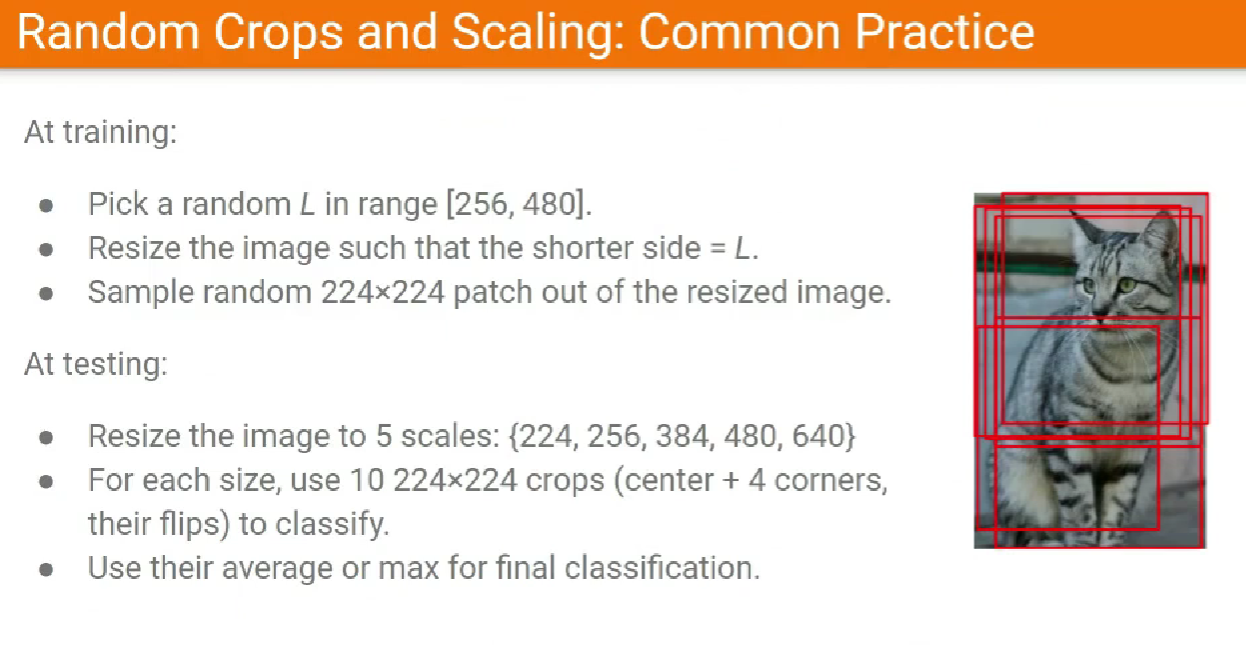 Random Crops and Scaling: Common Practice
At training:
● Pick a random L in range [256, 480].
● Resize the image such that the shorter side = L.
● Sample random 224×224 patch out of the resized image.
At testing:
● Resize the image to 5 scales: {224, 256, 384, 480, 640}
● For each size, use 10 224×224 crops (center + 4 corners,
their flips) to classify.
● Use their average or max for final classification.